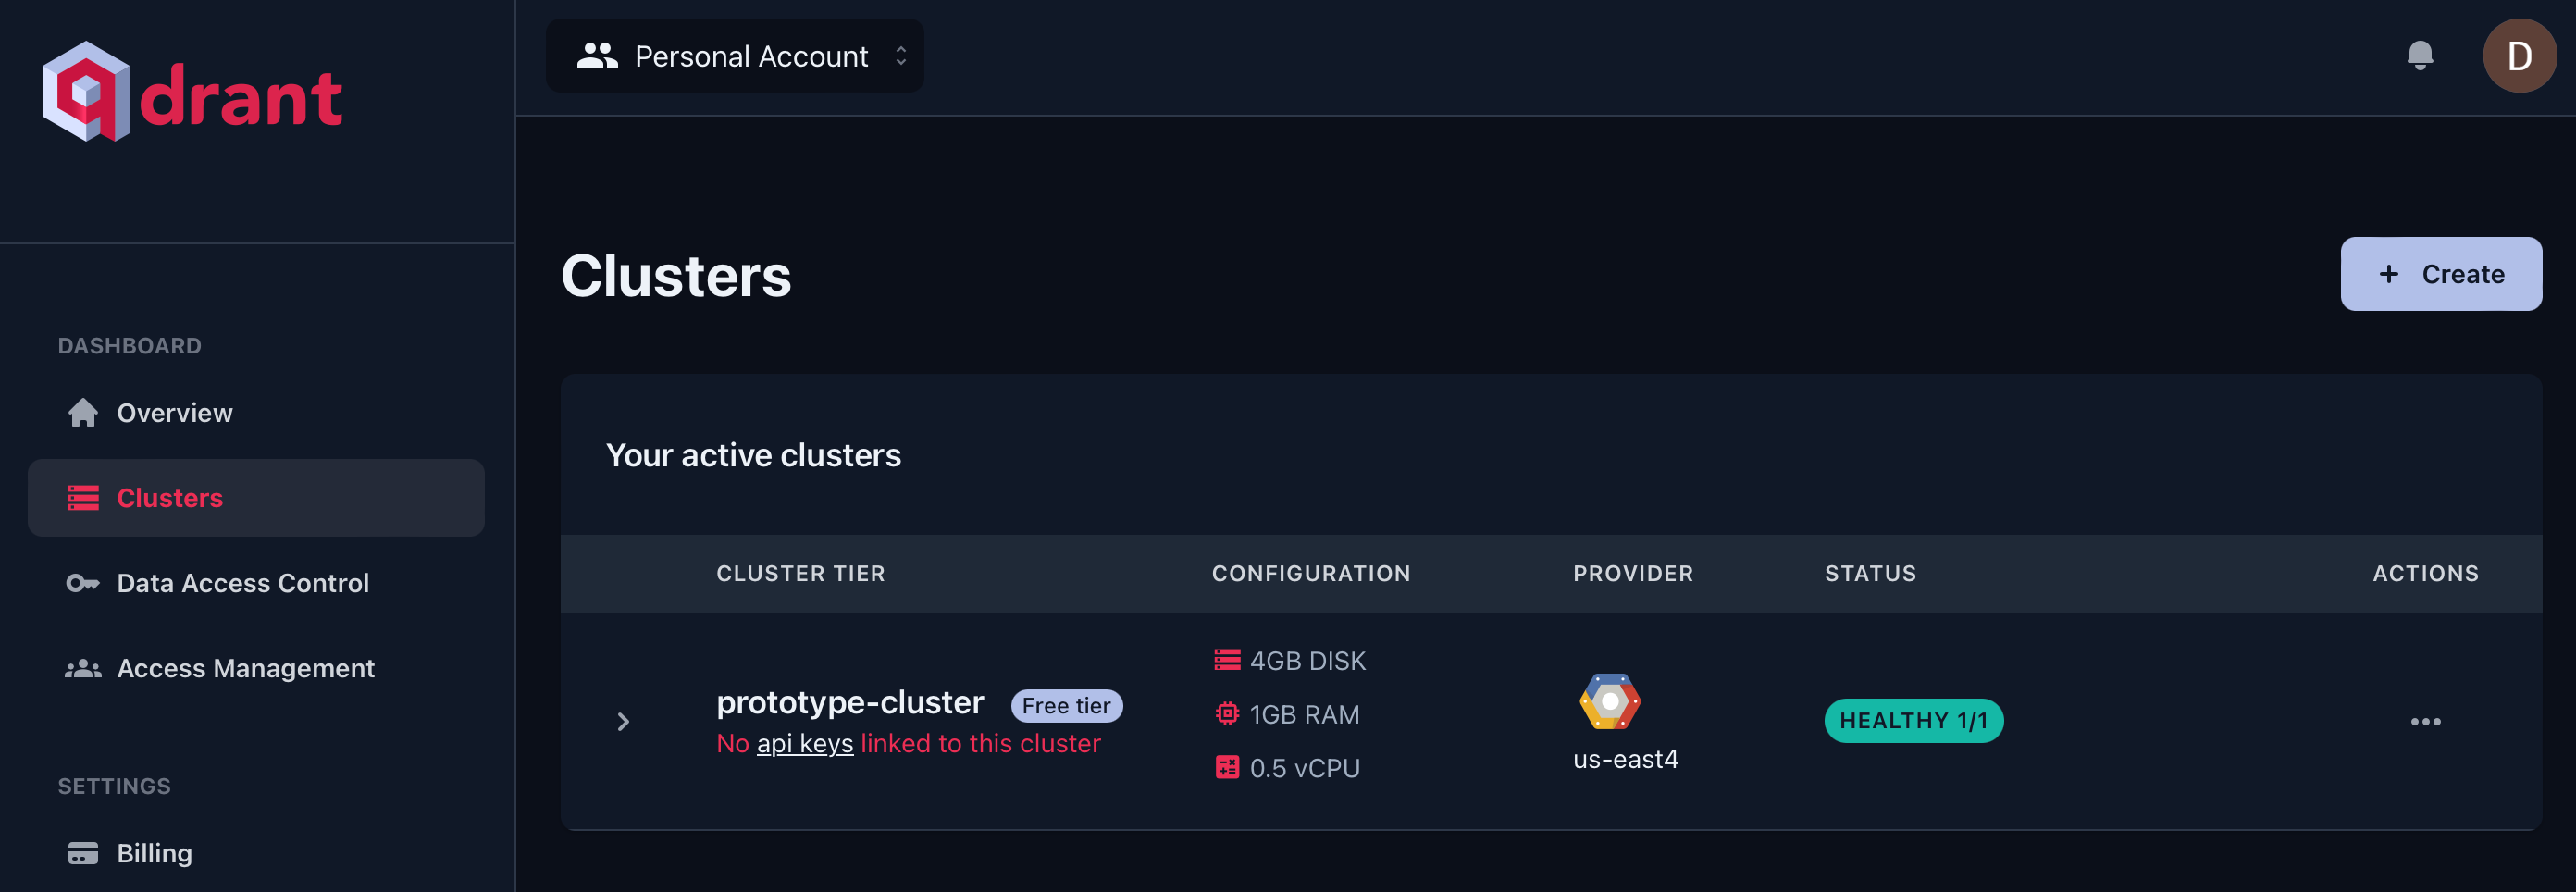 qdrant
Personal Account
D
Clusters
+ Create
DASHBOARD
Overview
Clusters
Data Access Control
Access Management
SETTINGS
Billing
Your active clusters
CLUSTER TIER CONFIGURATION PROVIDER STATUS ACTIONS
prototype-cluster Free tier
No api keys linked to this cluster
4GB DISK
1GB RAM
0.5 vCPU
us-east4
HEALTHY 1/1